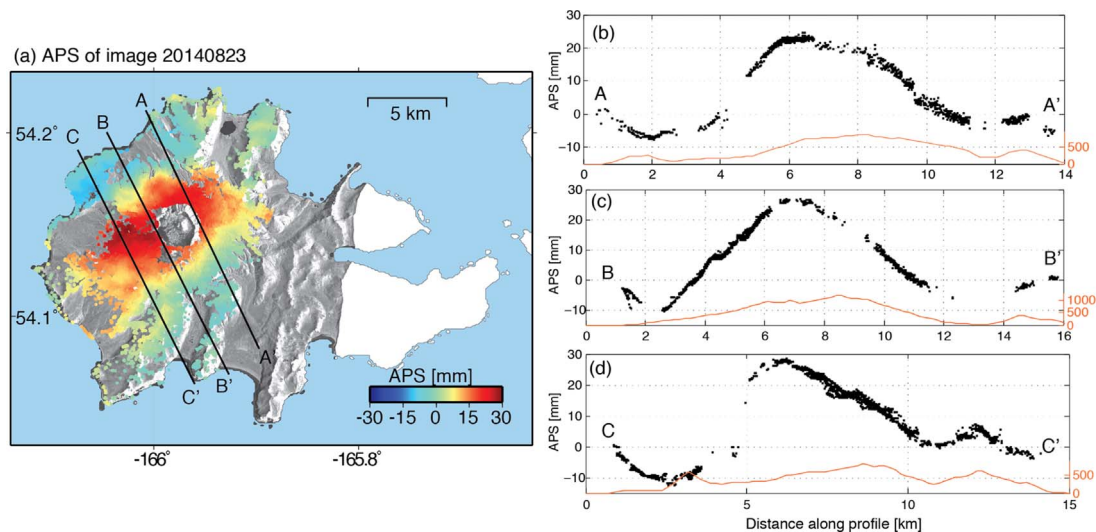 (a) APS of image 20140823
A
B
C
5 km
54.2°
54.1°
A'
B'
C'
APS [mm]
-30 -15 0 15 30
-166°
-165.8°
(b)
APS [mm]
30
20
10
0
−10
A
A'
500
0
0 2 4 6 8 10 12 14
(c)
APS [mm]
30
20
10
0
−10
B
B'
1000
500
0
0 2 4 6 8 10 12 14 16
(d)
APS [mm]
30
20
10
0
−10
C
C'
500
0
0 5 10 15
Distance along profile [km]